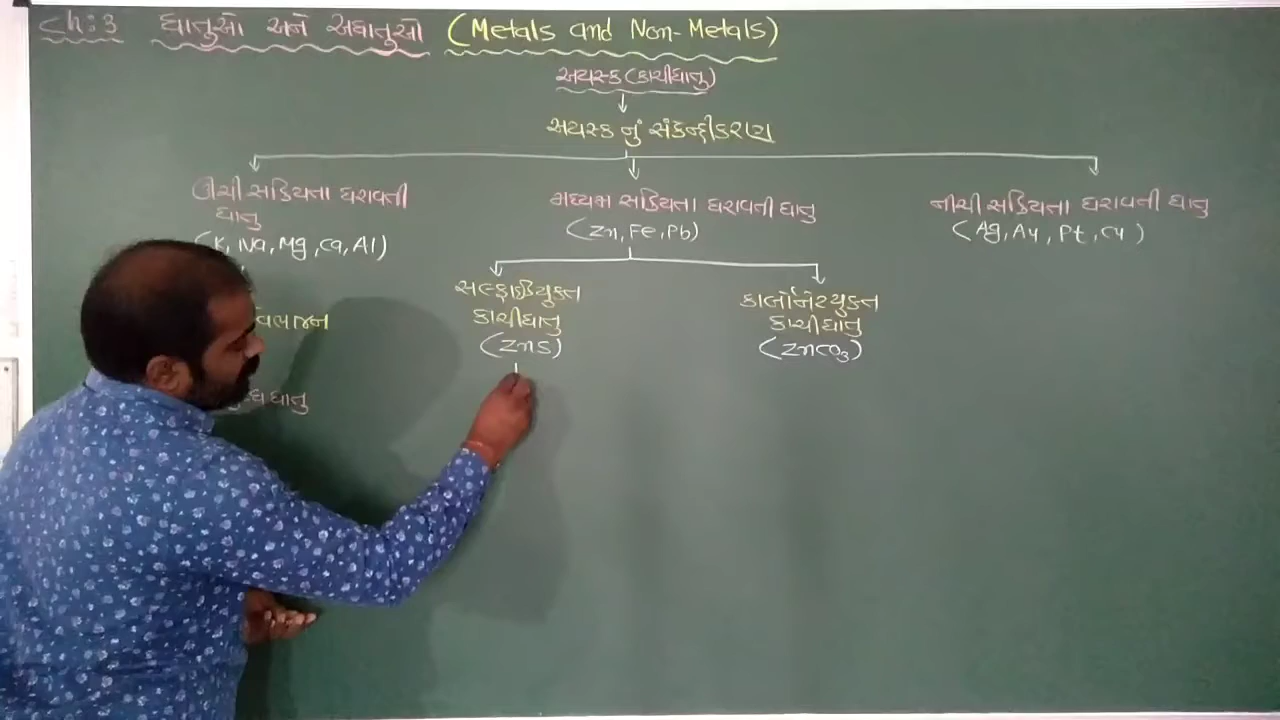 Ch:3 ધાતુઓ અને અધાતુઓ (Metals and Non-Metals)
અયસ્ક (કાચીધાતુ)
અયસ્ક નું સંકેન્દ્રીકરણ
ઊંચી સક્રિયતા ધરાવતી
ધાતુ
(K, Na, Mg, Ca, Al)
વિભાજન
ધાતુ
મધ્યમ સક્રિયતા ધરાવતી ધાતુ
(Zn, Fe, Pb)
સલ્ફાઈડયુક્ત
કાચીધાતુ
(ZnS)
કાર્બોનેટયુક્ત
કાચીધાતુ
(ZnCO₃)
નીચી સક્રિયતા ધરાવતી ધાતુ
(Ag, Au, Pt, Cu)